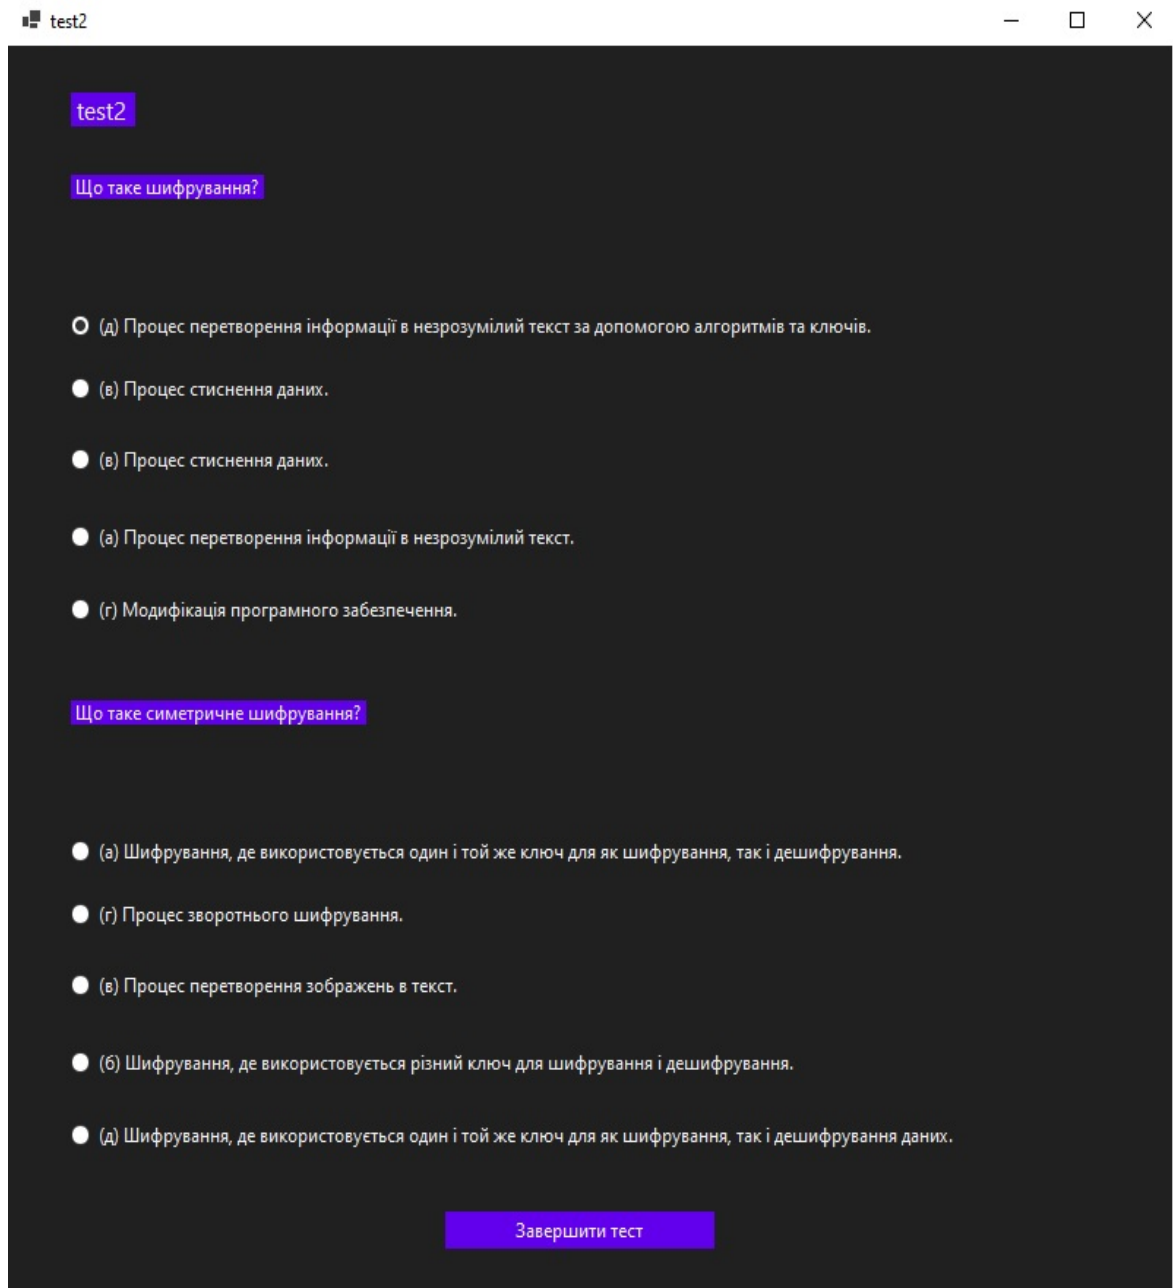 test2
test2
Що таке шифрування?
(д) Процес перетворення інформації в незрозумілий текст за допомогою алгоритмів та ключів.
(в) Процес стиснення даних.
(в) Процес стиснення даних.
(а) Процес перетворення інформації в незрозумілий текст.
(г) Модифікація програмного забезпечення.
Що таке симетричне шифрування?
(а) Шифрування, де використовується один і той же ключ для як шифрування, так і дешифрування.
(г) Процес зворотнього шифрування.
(в) Процес перетворення зображень в текст.
(б) Шифрування, де використовується різний ключ для шифрування і дешифрування.
(д) Шифрування, де використовується один і той же ключ для як шифрування, так і дешифрування даних.
Завершити тест